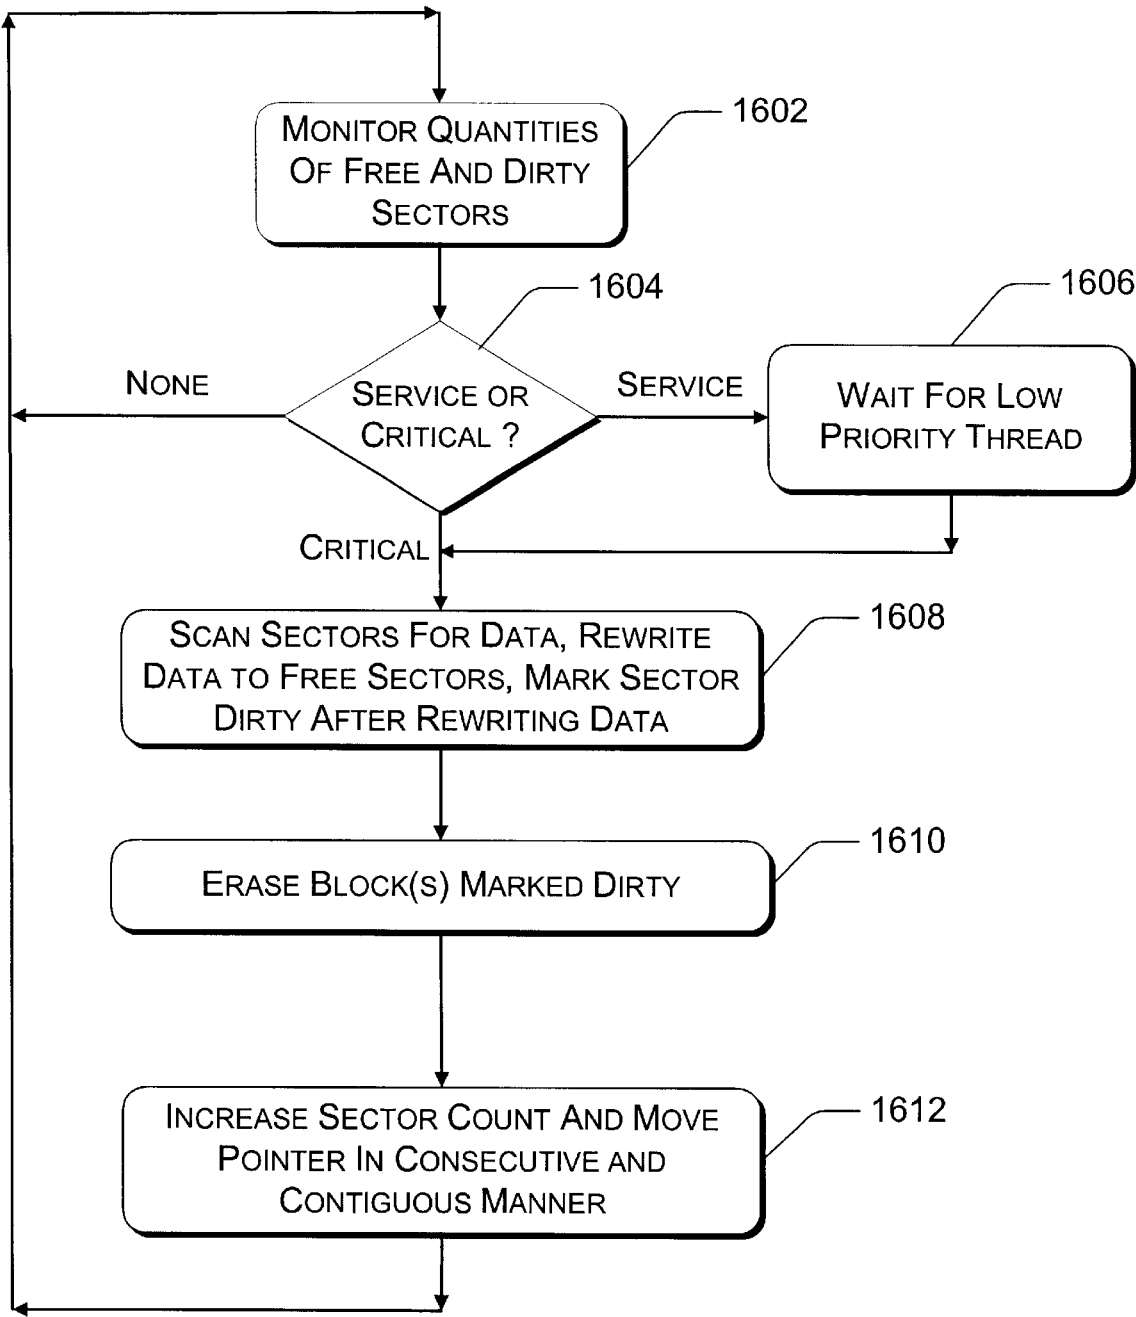 1602
MONITOR QUANTITIES
OF FREE AND DIRTY
SECTORS
1604
1606
NONE
SERVICE OR
CRITICAL ?
SERVICE
WAIT FOR LOW
PRIORITY THREAD
CRITICAL
1608
SCAN SECTORS FOR DATA, REWRITE
DATA TO FREE SECTORS, MARK SECTOR
DIRTY AFTER REWRITING DATA
1610
ERASE BLOCK(S) MARKED DIRTY
1612
INCREASE SECTOR COUNT AND MOVE
POINTER IN CONSECUTIVE AND
CONTIGUOUS MANNER